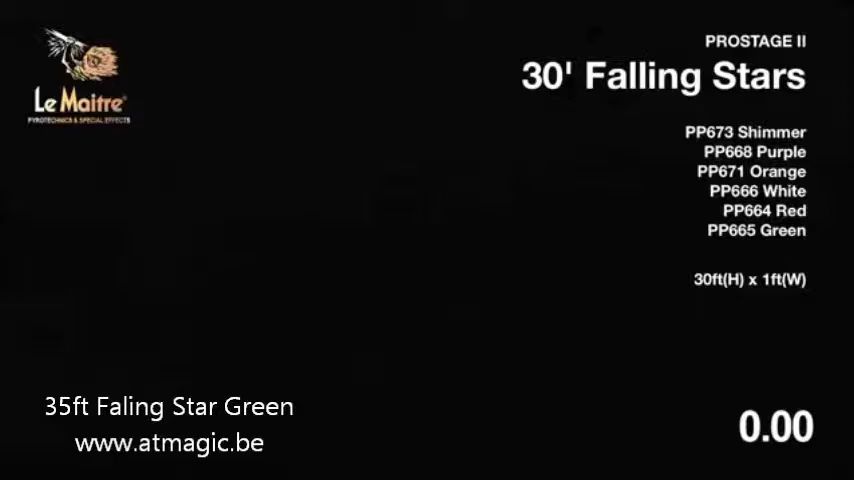 Le Maitre
PYROTECHNICS & SPECIAL EFFECTS
PROSTAGE II
30' Falling Stars
PP673 Shimmer
PP668 Purple
PP671 Orange
PP666 White
PP664 Red
PP665 Green
30ft(H) x 1ft(W)
35ft Faling Star Green
www.atmagic.be
0.00